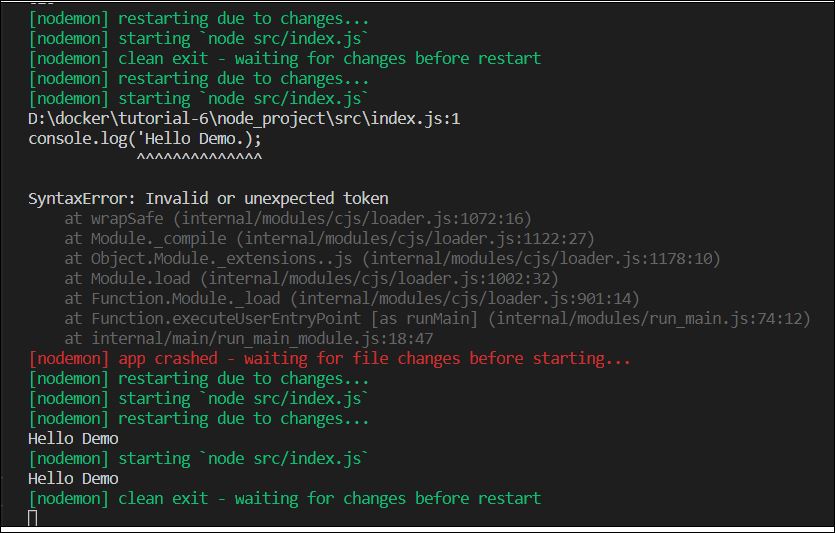 [nodemon] restarting due to changes...
[nodemon] starting `node src/index.js`
[nodemon] clean exit - waiting for changes before restart
[nodemon] restarting due to changes...
[nodemon] starting `node src/index.js`
D:\docker\tutorial-6\node_project\src\index.js:1
console.log('Hello Demo.);
            ^^^^^^^^^^^^^^
SyntaxError: Invalid or unexpected token
    at wrapSafe (internal/modules/cjs/loader.js:1072:16)
    at Module._compile (internal/modules/cjs/loader.js:1122:27)
    at Object.Module._extensions..js (internal/modules/cjs/loader.js:1178:10)
    at Module.load (internal/modules/cjs/loader.js:1002:32)
    at Function.Module._load (internal/modules/cjs/loader.js:901:14)
    at Function.executeUserEntryPoint [as runMain] (internal/modules/run_main.js:74:12)
    at internal/main/run_main_module.js:18:47
[nodemon] app crashed - waiting for file changes before starting...
[nodemon] restarting due to changes...
[nodemon] starting `node src/index.js`
[nodemon] restarting due to changes...
Hello Demo
[nodemon] starting `node src/index.js`
Hello Demo
[nodemon] clean exit - waiting for changes before restart